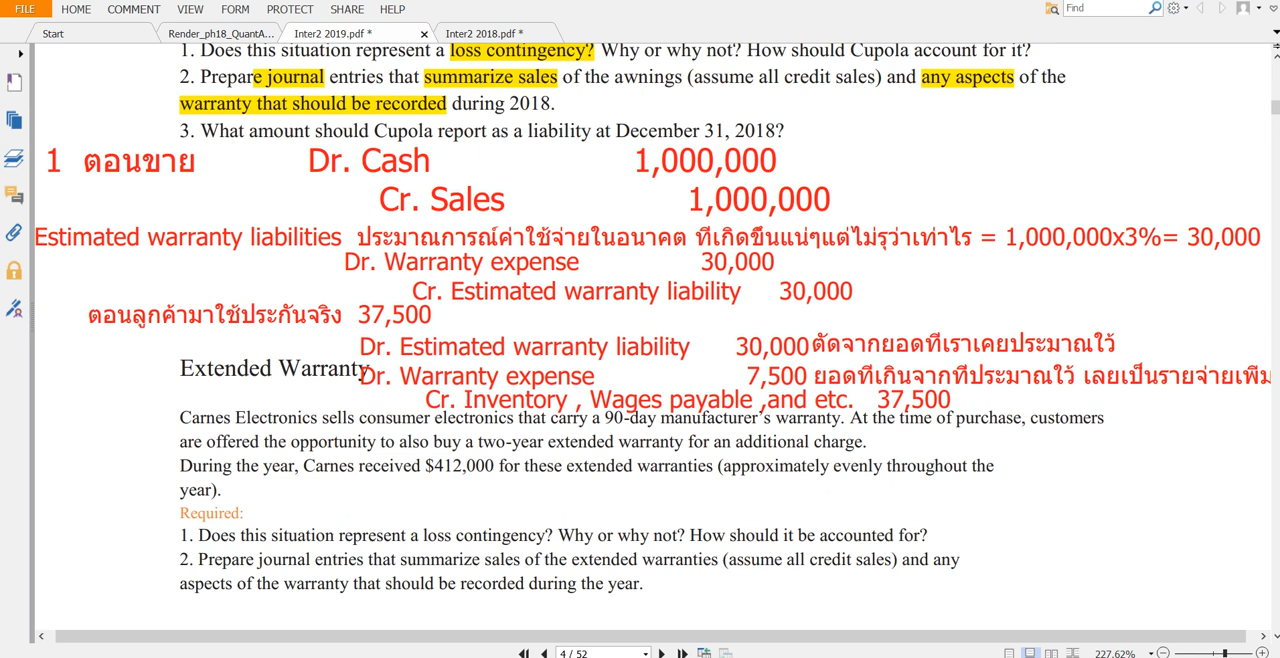 FILE HOME COMMENT VIEW FORM PROTECT SHARE HELP Find
Start Render_ph18_QuantA... Inter2 2019.pdf * Inter2 2018.pdf *
1. Does this situation represent a loss contingency? Why or why not? How should Cupola account for it?
2. Prepare journal entries that summarize sales of the awnings (assume all credit sales) and any aspects of the
warranty that should be recorded during 2018.
3. What amount should Cupola report as a liability at December 31, 2018?
1 ตอนขาย Dr. Cash 1,000,000
Cr. Sales 1,000,000
Estimated warranty liabilities ประมาณการณ์ค่าใช้จ่ายในอนาคต ที่เกิดขึ้นแน่ๆแต่ไม่รุว่าเท่าไร = 1,000,000x3%= 30,000
Dr. Warranty expense 30,000
Cr. Estimated warranty liability 30,000
ตอนลูกค้ามาใช้ประกันจริง 37,500
Dr. Estimated warranty liability 30,000 ตัดจากยอดที่เราเคยประมาณใว้
Extended Warranty
Dr. Warranty expense 7,500 ยอดที่เกินจากที่ประมาณใว้ เลยเป็นรายจ่ายเพิ่ม
Cr. Inventory , Wages payable ,and etc. 37,500
Carnes Electronics sells consumer electronics that carry a 90-day manufacturer's warranty. At the time of purchase, customers
are offered the opportunity to also buy a two-year extended warranty for an additional charge.
During the year, Carnes received $412,000 for these extended warranties (approximately evenly throughout the
year).
Required:
1. Does this situation represent a loss contingency? Why or why not? How should it be accounted for?
2. Prepare journal entries that summarize sales of the extended warranties (assume all credit sales) and any
aspects of the warranty that should be recorded during the year.
4 / 52 227.62%